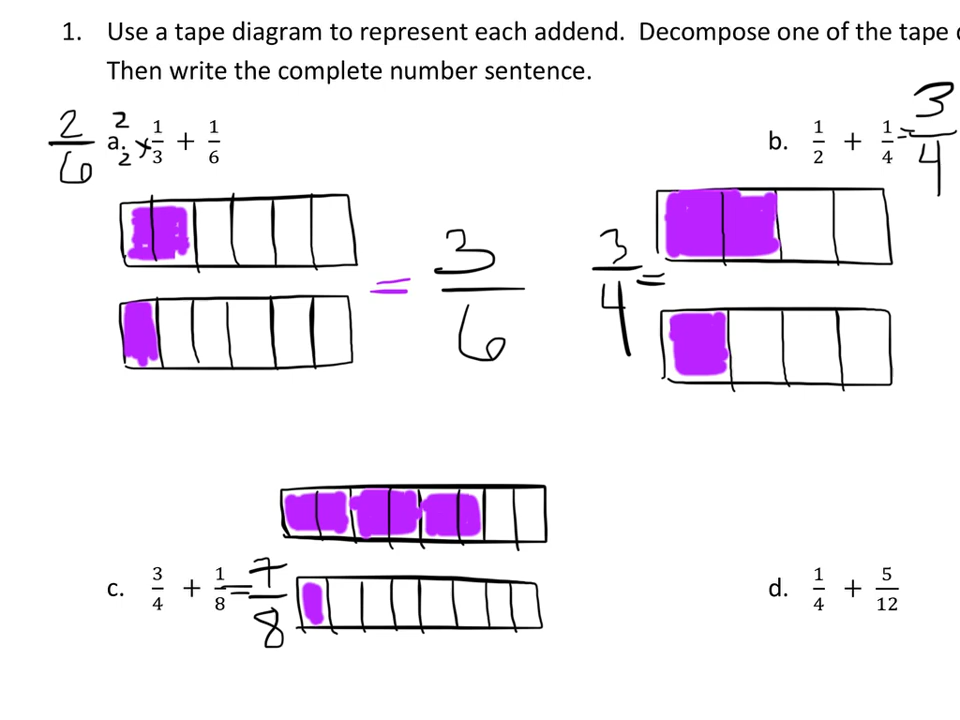 1. Use a tape diagram to represent each addend. Decompose one of the tape
Then write the complete number sentence.
2/6 a. 2/2 × 1/3 + 1/6
b. 1/2 + 1/4 = 3/4
= 3/6
3/4 =
c. 3/4 + 1/8 = 7/8
d. 1/4 + 5/12